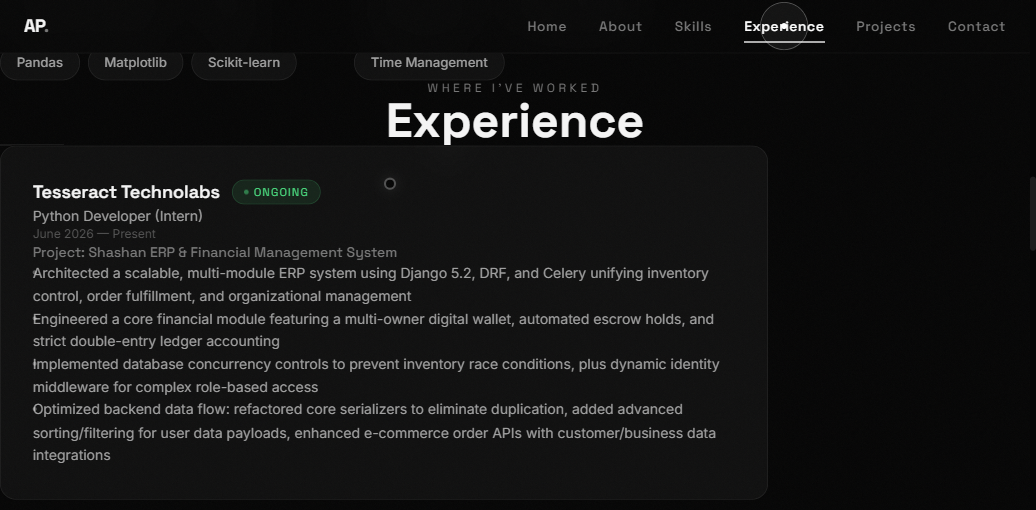 AP.
Home About Skills Experience Projects Contact
Pandas Matplotlib Scikit-learn Time Management
WHERE I'VE WORKED
Experience
Tesseract Technolabs ONGOING
Python Developer (Intern)
June 2026 — Present
Project: Shashan ERP & Financial Management System
Architected a scalable, multi-module ERP system using Django 5.2, DRF, and Celery unifying inventory
control, order fulfillment, and organizational management
Engineered a core financial module featuring a multi-owner digital wallet, automated escrow holds, and
strict double-entry ledger accounting
Implemented database concurrency controls to prevent inventory race conditions, plus dynamic identity
middleware for complex role-based access
Optimized backend data flow: refactored core serializers to eliminate duplication, added advanced
sorting/filtering for user data payloads, enhanced e-commerce order APIs with customer/business data
integrations